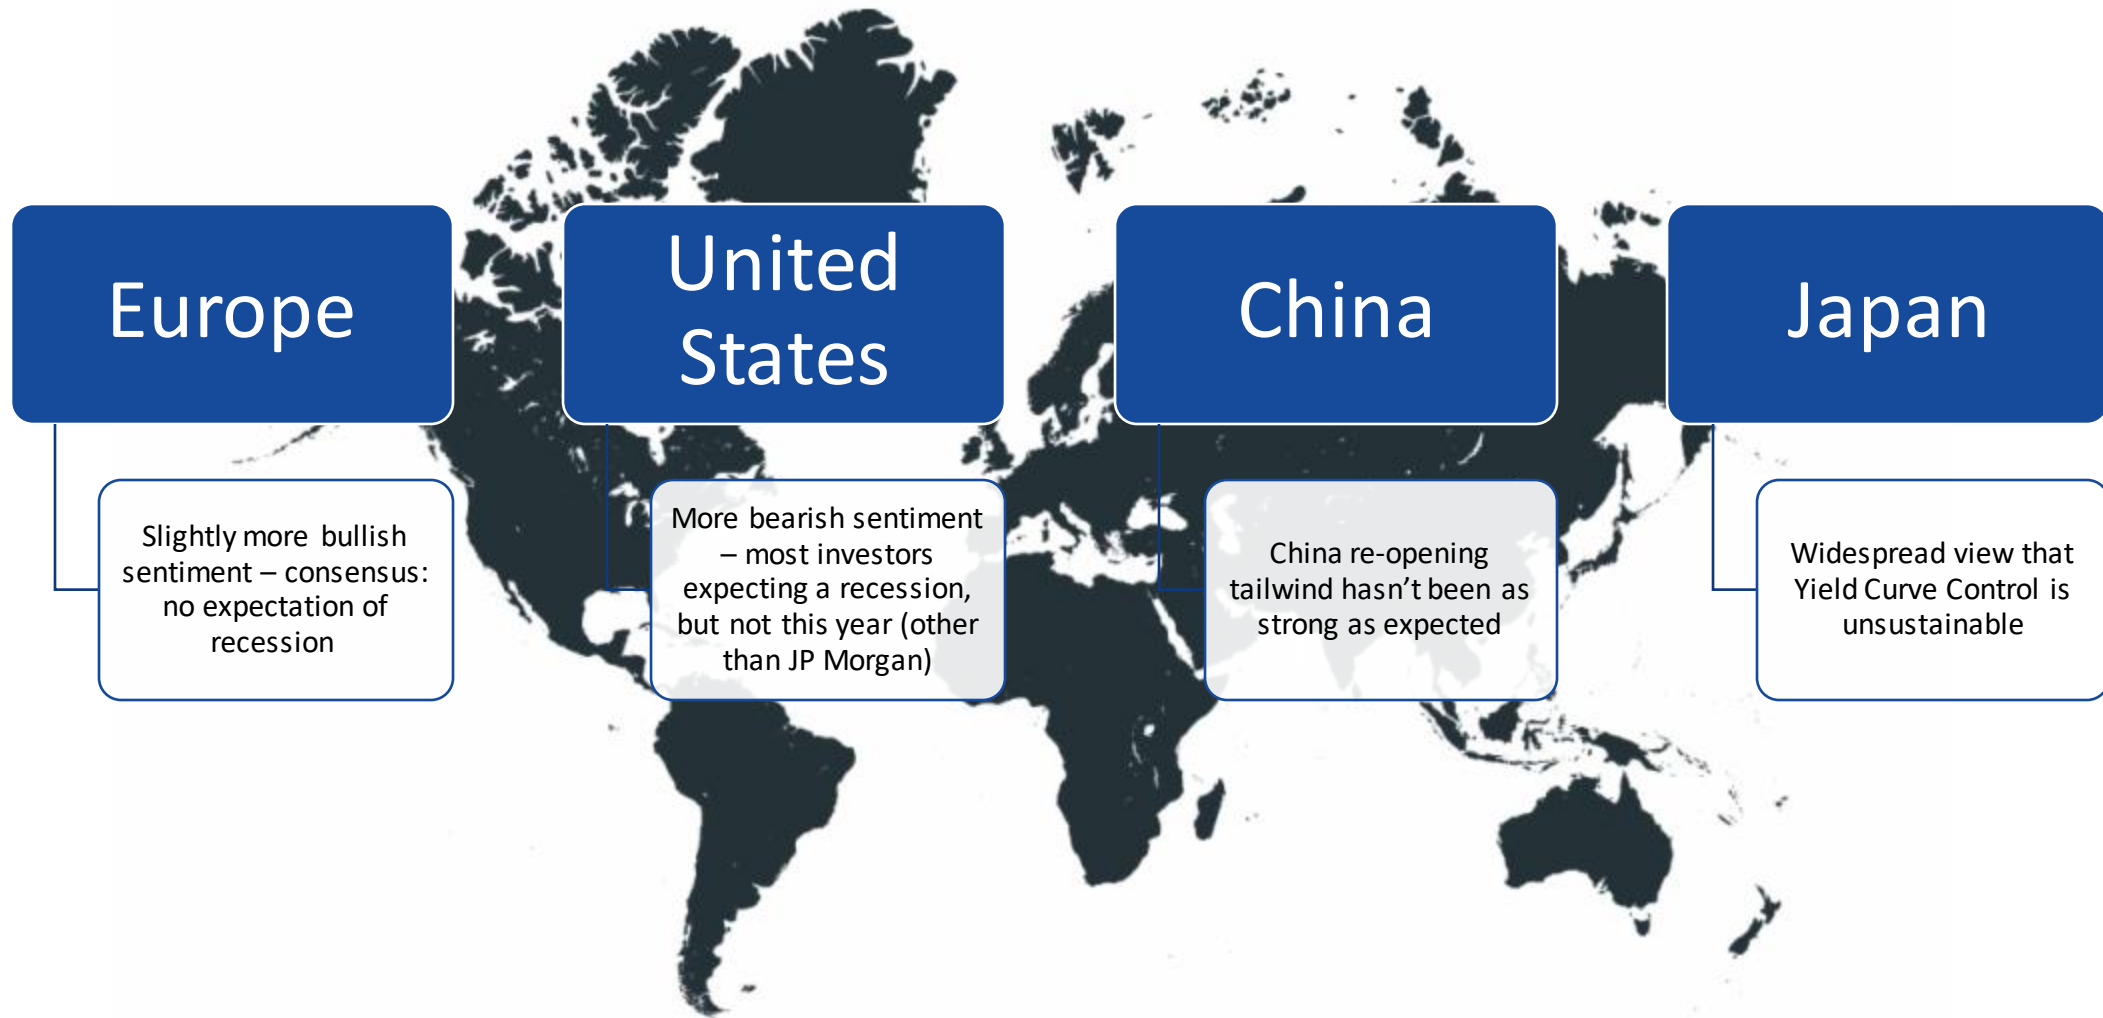 Europe
Slightly more bullish
sentiment – consensus:
no expectation of
recession
United
States
More bearish sentiment
– most investors
expecting a recession,
but not this year (other
than JP Morgan)
China
China re-opening
tailwind hasn’t been as
strong as expected
Japan
Widespread view that
Yield Curve Control is
unsustainable